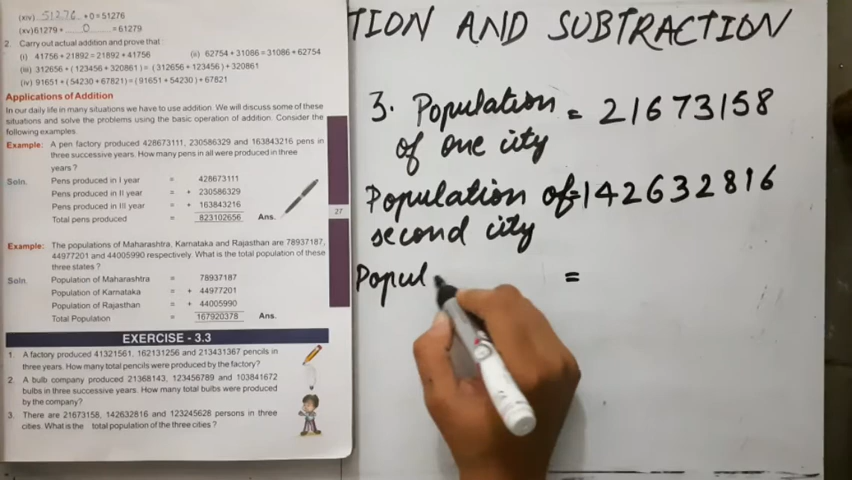 (xiv) 51276 +0=51276
(xv) 61279 + 0 =61279
2. Carry out actual addition and prove that :
(i) 41756 + 21892 = 21892 + 41756 (ii) 62754 + 31086 = 31086 + 62754
(iii) 312656 + (123456 + 320861) = (312656 + 123456) + 320861
(iv) 91651 + (54230 + 67821) = (91651 + 54230) + 67821
Applications of Addition
In our daily life in many situations we have to use addition. We will discuss some of these
situations and solve the problems using the basic operation of addition. Consider the
following examples.
Example: A pen factory produced 428673111, 230586329 and 163843216 pens in
three successive years. How many pens in all were produced in three
years ?
Soln. Pens produced in I year = 428673111
Pens produced in II year = + 230586329
Pens produced in III year = + 163843216
Total pens produced = 823102656 Ans.
27
Example: The populations of Maharashtra, Karnataka and Rajasthan are 78937187,
44977201 and 44005990 respectively. What is the total population of these
three states ?
Soln. Population of Maharashtra = 78937187
Population of Karnataka = + 44977201
Population of Rajasthan = + 44005990
Total Population = 167920378 Ans.
EXERCISE - 3.3
1. A factory produced 41321561, 162131256 and 213431367 pencils in
three years. How many total pencils were produced by the factory?
2. A bulb company produced 21368143, 123456789 and 103841672
bulbs in three successive years. How many total bulbs were produced
by the company?
3. There are 21673158, 142632816 and 123245628 persons in three
cities. What is the total population of the three cities ?
TION AND SUBTRACTION
3. Population = 21673158
of one city
Population of = 142632816
second city
Popul =